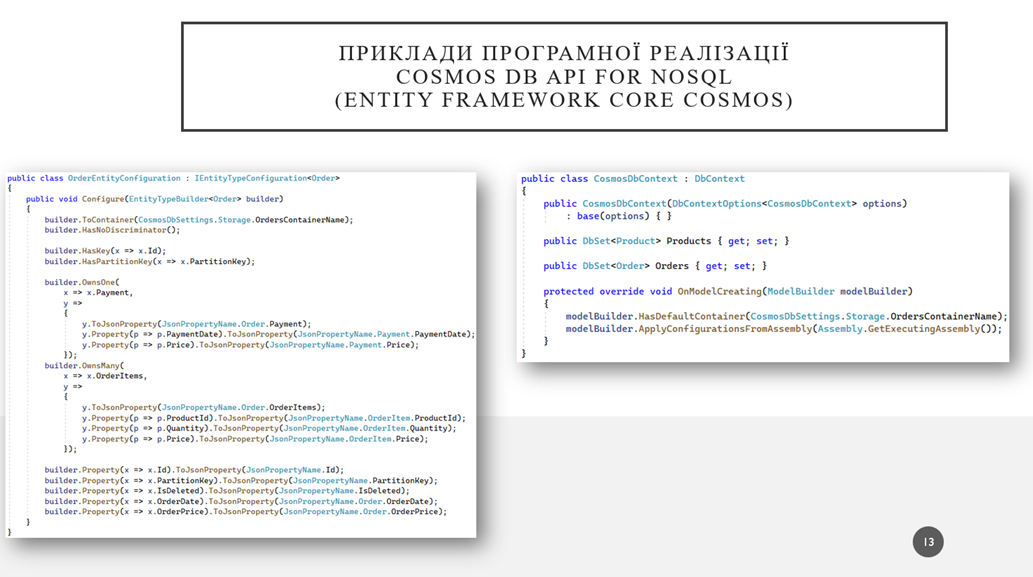 ПРИКЛАДИ ПРОГРАМНОЇ РЕАЛІЗАЦІЇ
COSMOS DB API FOR NOSQL
(ENTITY FRAMEWORK CORE COSMOS)
public class OrderEntityConfiguration : IEntityTypeConfiguration<Order>
{
public void Configure(EntityTypeBuilder<Order> builder)
{
builder.ToContainer(CosmosDbSettings.Storage.OrdersContainerName);
builder.HasNoDiscriminator();
builder.HasKey(x => x.Id);
builder.HasPartitionKey(x => x.PartitionKey);
builder.OwnsOne(
x => x.Payment,
y =>
{
y.ToJsonProperty(JsonPropertyName.Order.Payment);
y.Property(p => p.PaymentDate).ToJsonProperty(JsonPropertyName.Payment.PaymentDate);
y.Property(p => p.Price).ToJsonProperty(JsonPropertyName.Payment.Price);
});
builder.OwnsMany(
x => x.OrderItems,
y =>
{
y.ToJsonProperty(JsonPropertyName.Order.OrderItems);
y.Property(p => p.ProductId).ToJsonProperty(JsonPropertyName.OrderItem.ProductId);
y.Property(p => p.Quantity).ToJsonProperty(JsonPropertyName.OrderItem.Quantity);
y.Property(p => p.Price).ToJsonProperty(JsonPropertyName.OrderItem.Price);
});
builder.Property(x => x.Id).ToJsonProperty(JsonPropertyName.Id);
builder.Property(x => x.PartitionKey).ToJsonProperty(JsonPropertyName.PartitionKey);
builder.Property(x => x.IsDeleted).ToJsonProperty(JsonPropertyName.IsDeleted);
builder.Property(x => x.OrderDate).ToJsonProperty(JsonPropertyName.Order.OrderDate);
builder.Property(x => x.OrderPrice).ToJsonProperty(JsonPropertyName.Order.OrderPrice);
}
}
public class CosmosDbContext : DbContext
{
public CosmosDbContext(DbContextOptions<CosmosDbContext> options)
: base(options) { }
public DbSet<Product> Products { get; set; }
public DbSet<Order> Orders { get; set; }
protected override void OnModelCreating(ModelBuilder modelBuilder)
{
modelBuilder.HasDefaultContainer(CosmosDbSettings.Storage.OrdersContainerName);
modelBuilder.ApplyConfigurationsFromAssembly(Assembly.GetExecutingAssembly());
}
}
13